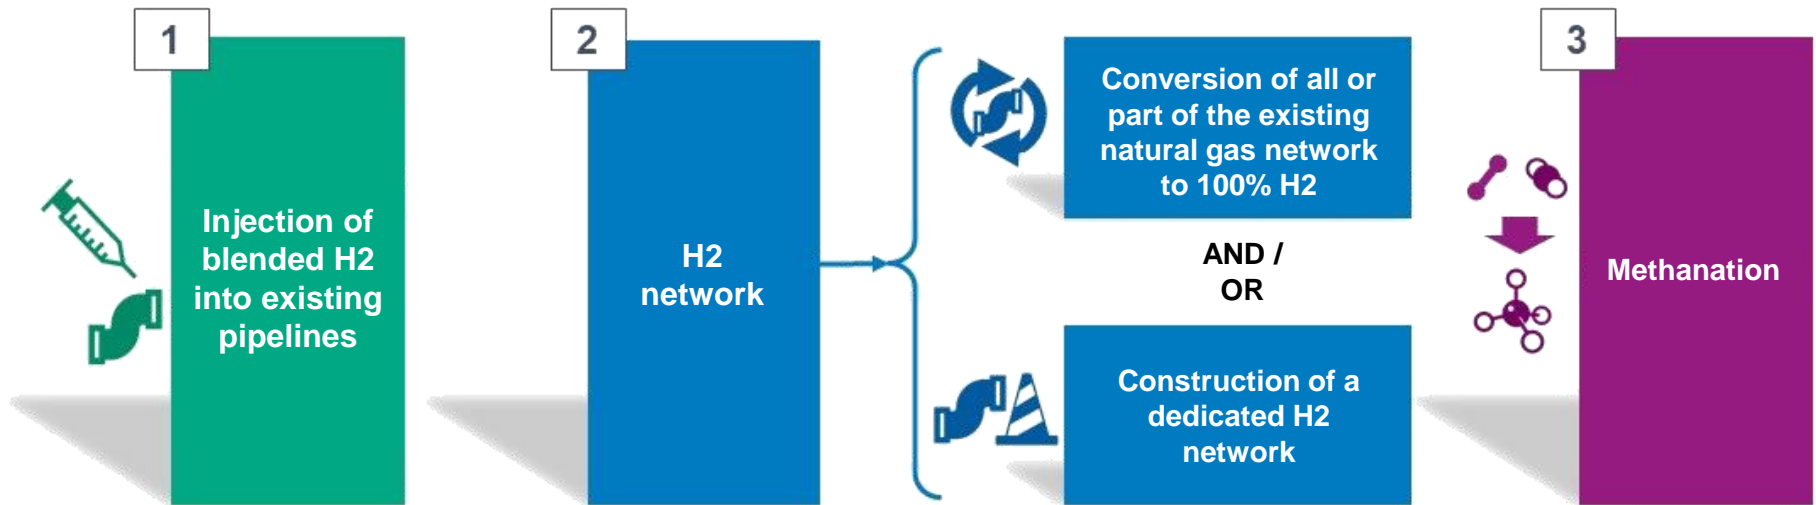 1
Injection of
blended H2
into existing
pipelines
2
H2
network
Conversion of all or
part of the existing
natural gas network
to 100% H2
AND /
OR
Construction of a
dedicated H2
network
3
Methanation